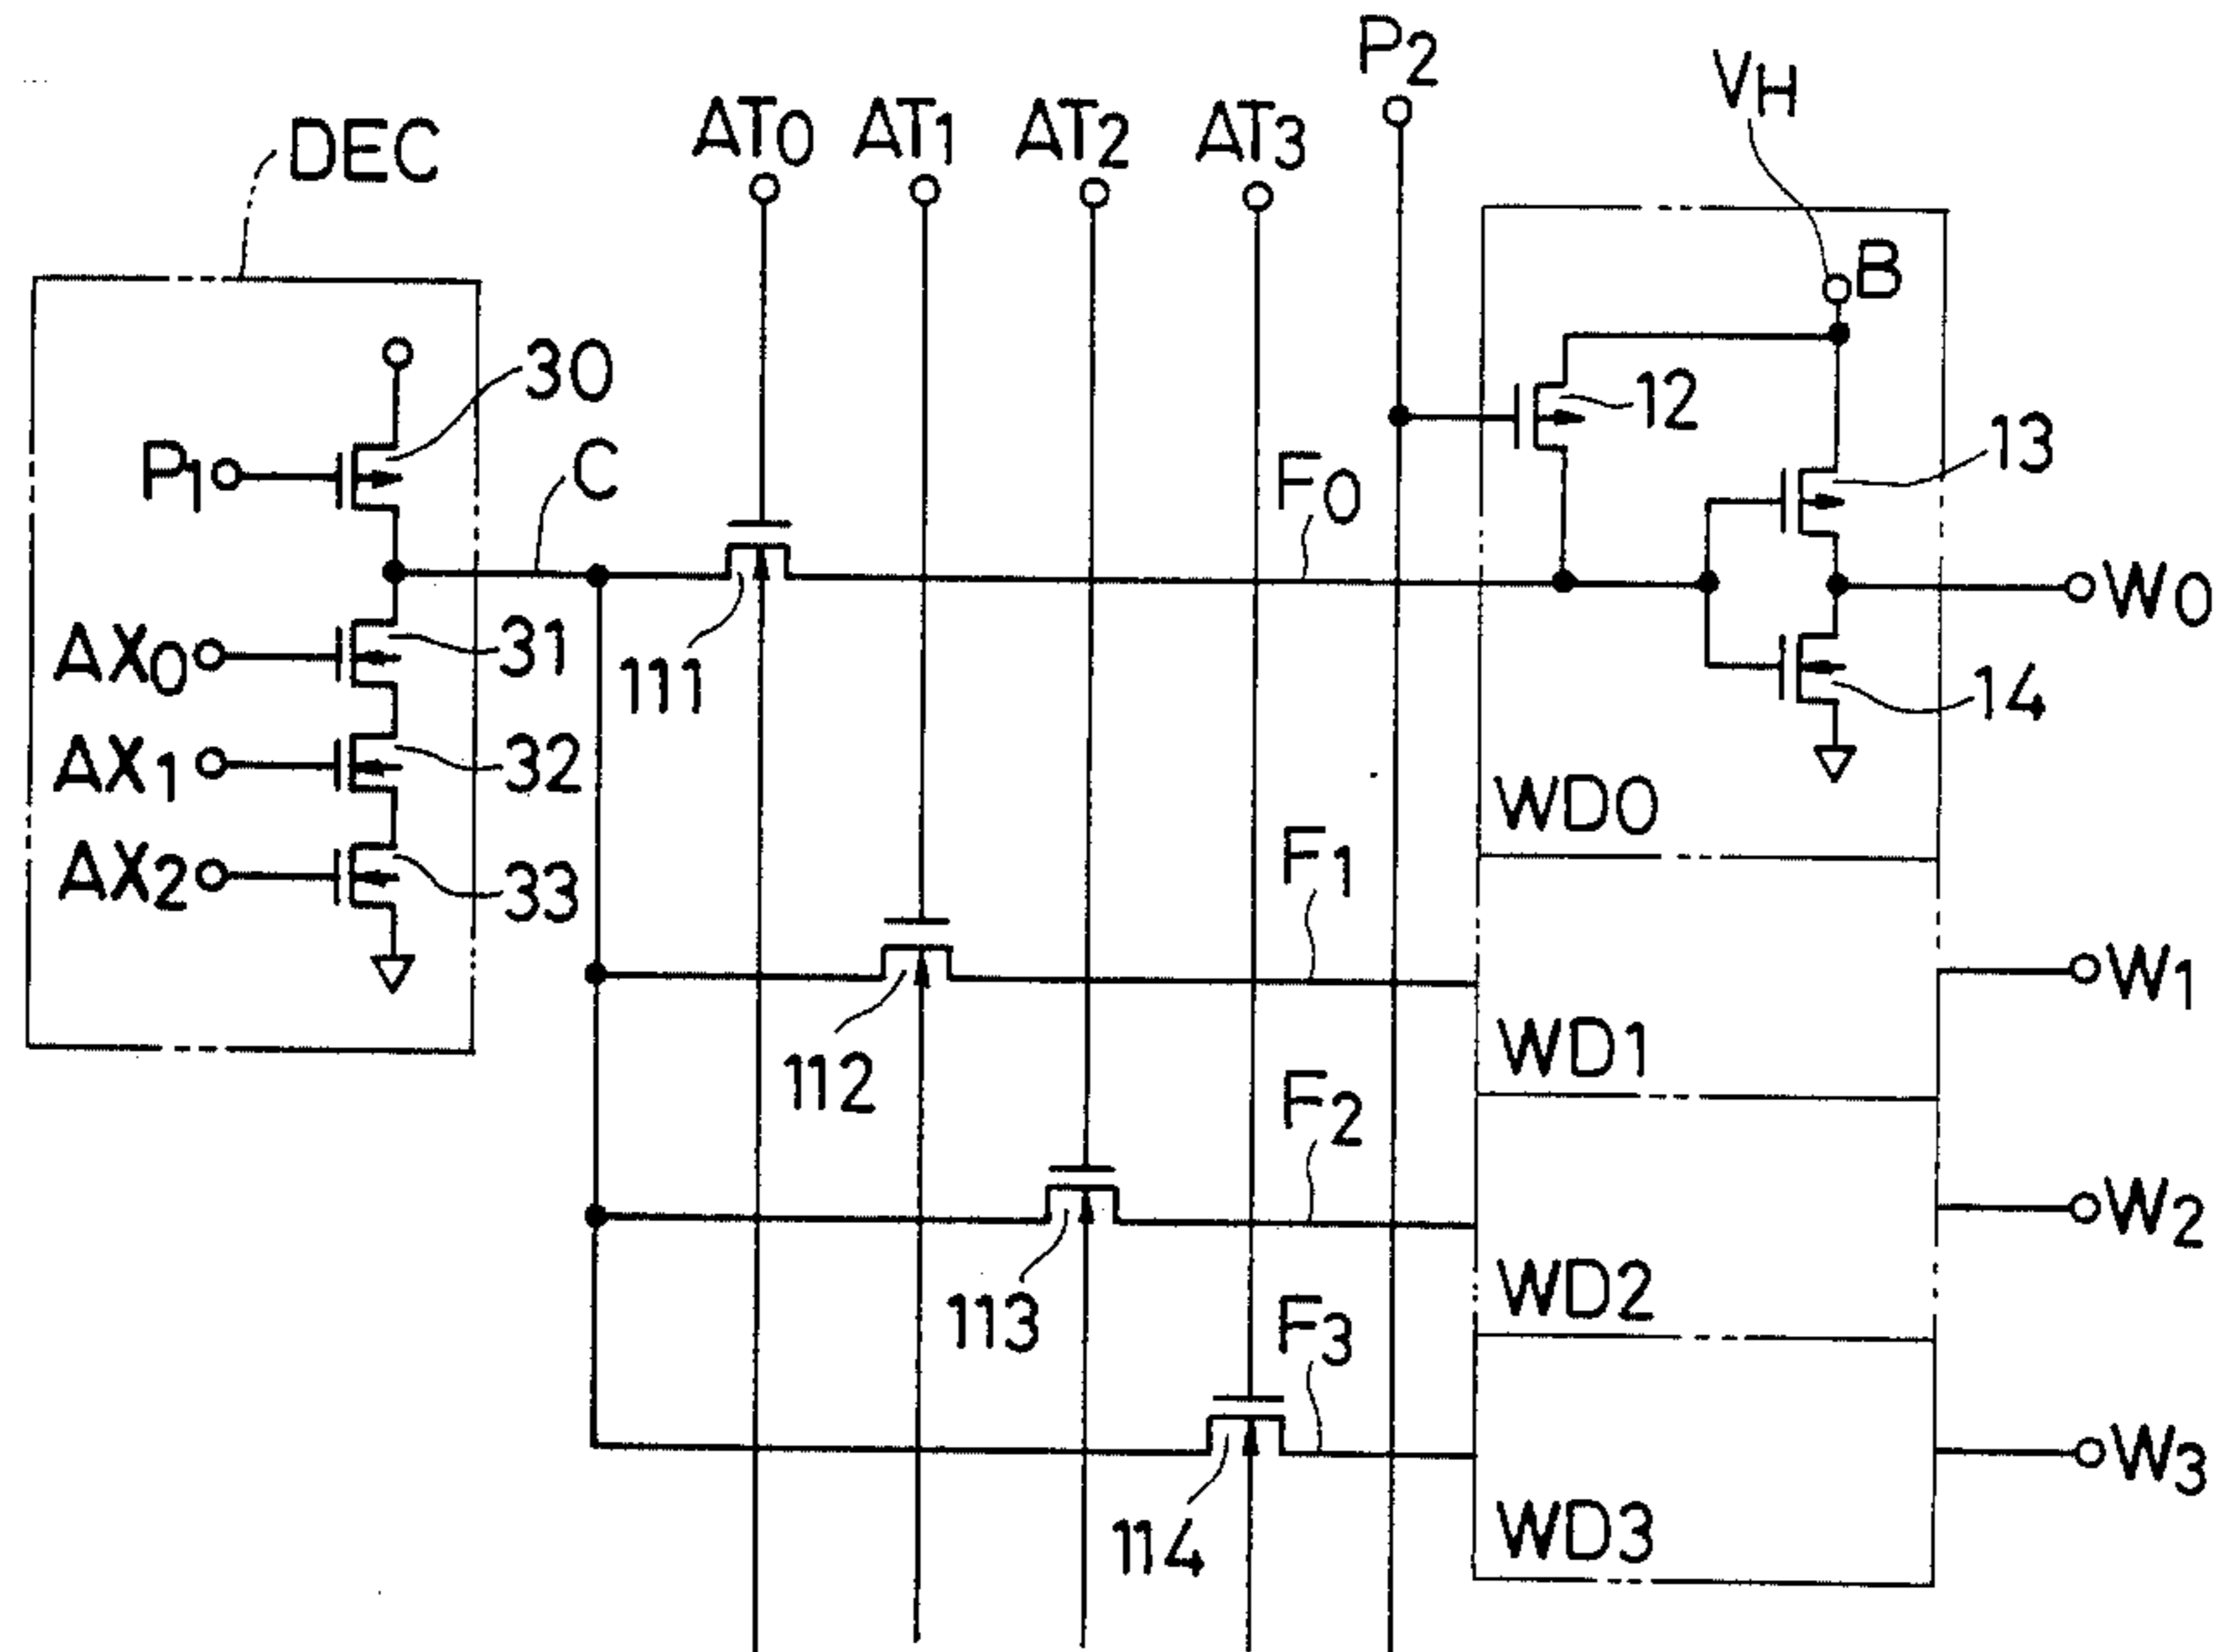 P2
VH
DEC
AT0 AT1 AT2 AT3
B
30
12
13
P1
C
F0
AX0
31
111
W0
14
AX1
32
WD0
AX2
33
F1
W1
112
WD1
F2
W2
113
WD2
F3
W3
114
WD3